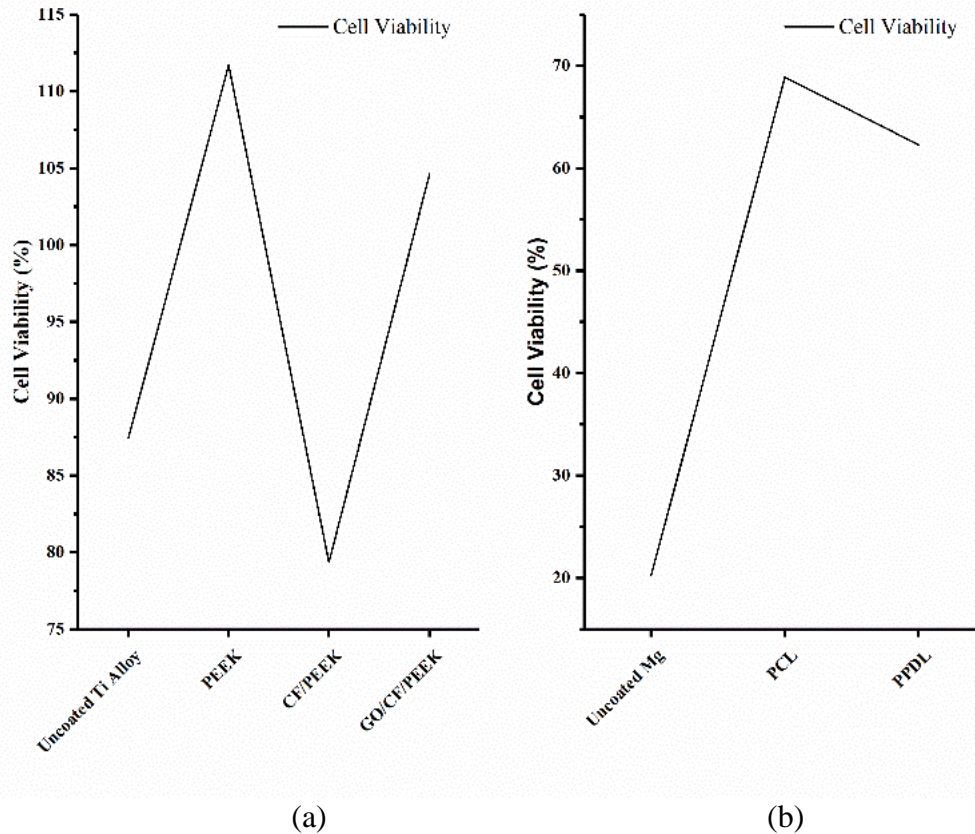 Cell Viability
115
110
105
100
95
90
85
80
75
Cell Viability (%)
Uncoated Ti Alloy
PEEK
CF/PEEK
GO/CF/PEEK
(a)
Cell Viability
70
60
50
40
30
20
Cell Viability (%)
Uncoated Mg
PCL
PPDL
(b)